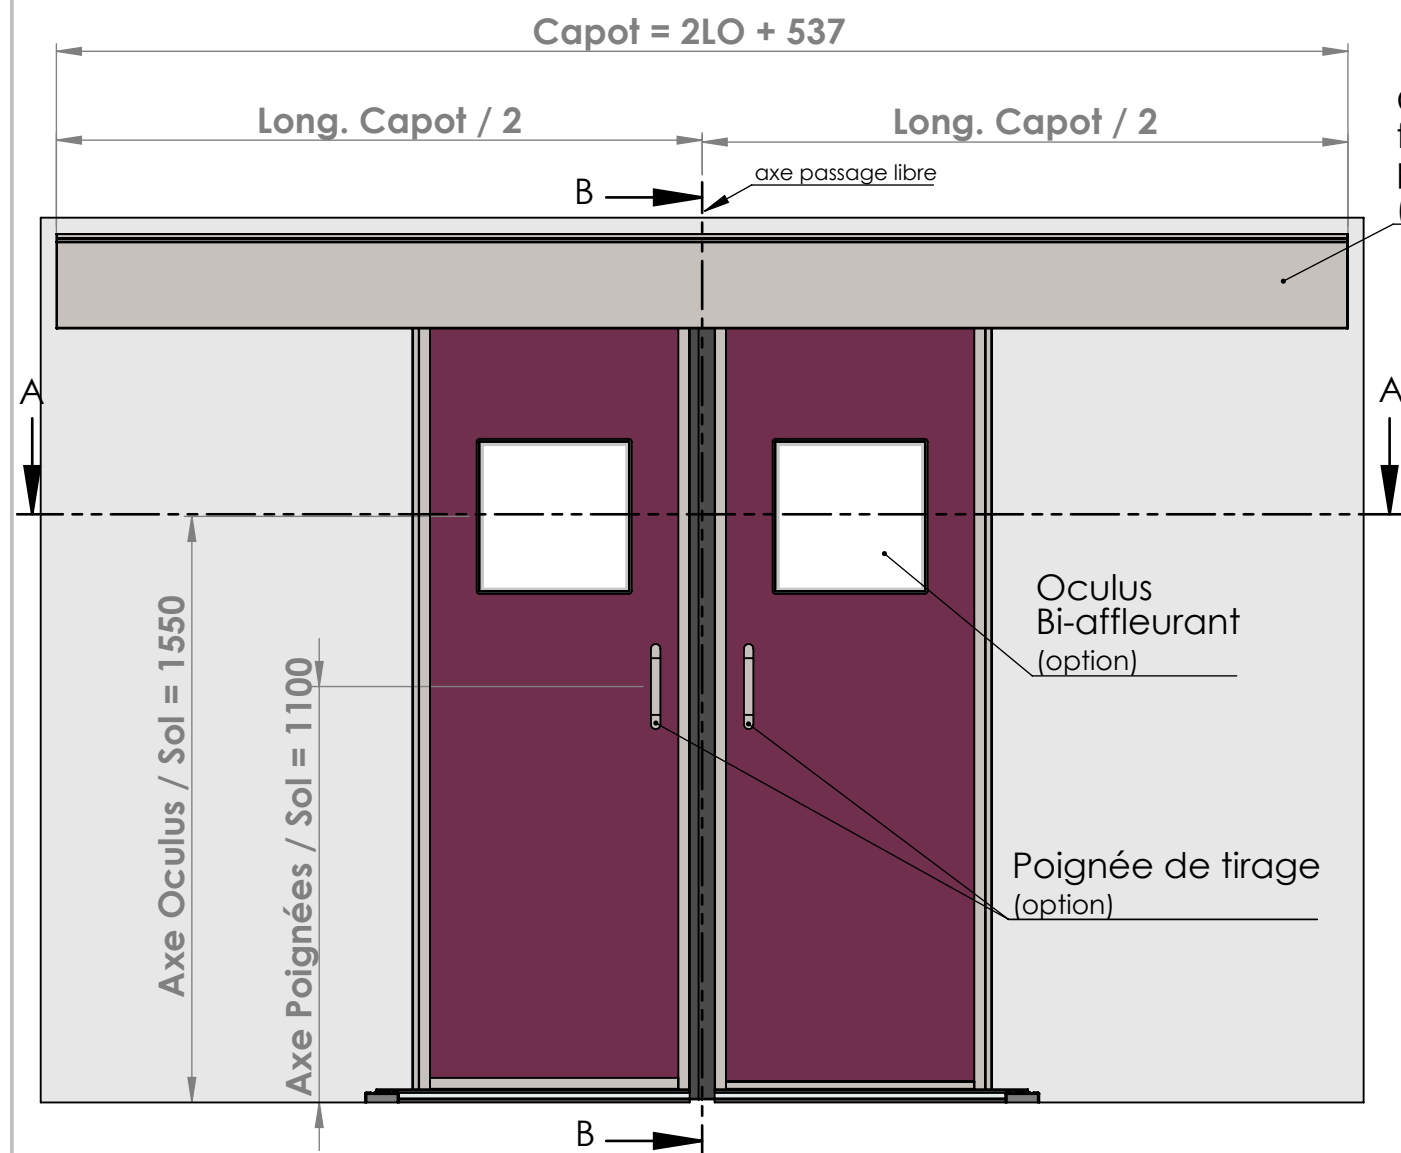 Capot = 2LO + 537
Long. Capot / 2
Long. Capot / 2
axe passage libre
B
A
A
Oculus
Bi-affleurant
(option)
Axe Oculus / Sol = 1550
Axe Poignées / Sol = 1100
Poignée de tirage
(option)
B